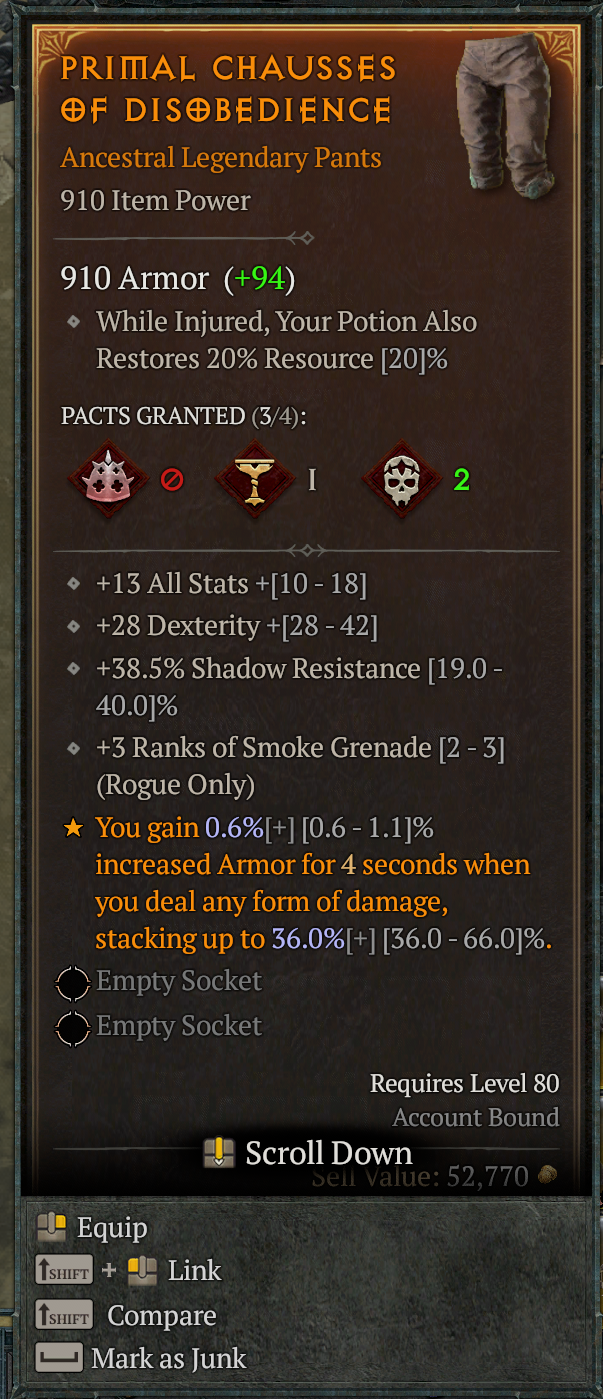 PRIMAL CHAUSSES
OF DISOBEDIENCE
Ancestral Legendary Pants
910 Item Power
910 Armor (+94)
While Injured, Your Potion Also
Restores 20% Resource [20]%
PACTS GRANTED (3/4):
I 2
+13 All Stats +[10 - 18]
+28 Dexterity +[28 - 42]
+38.5% Shadow Resistance [19.0 -
40.0]%
+3 Ranks of Smoke Grenade [2 - 3]
(Rogue Only)
You gain 0.6%[+] [0.6 - 1.1]%
increased Armor for 4 seconds when
you deal any form of damage,
stacking up to 36.0%[+] [36.0 - 66.0]%.
Empty Socket
Empty Socket
Requires Level 80
Account Bound
Scroll Down
Sell Value: 52,770
Equip
SHIFT + Link
SHIFT Compare
Mark as Junk